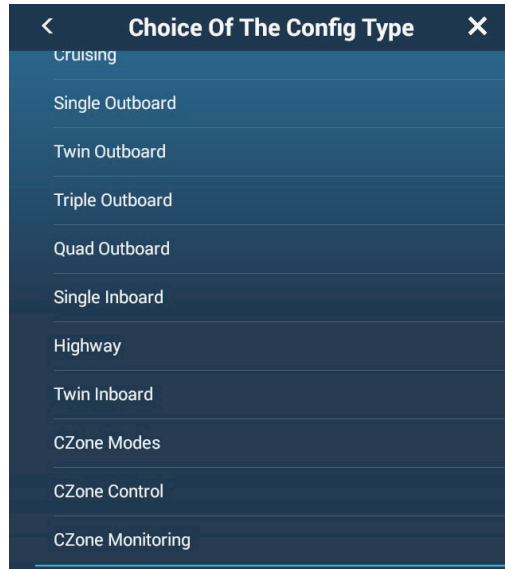 Choice Of The Config Type
Cruising
Single Outboard
Twin Outboard
Triple Outboard
Quad Outboard
Single Inboard
Highway
Twin Inboard
CZone Modes
CZone Control
CZone Monitoring